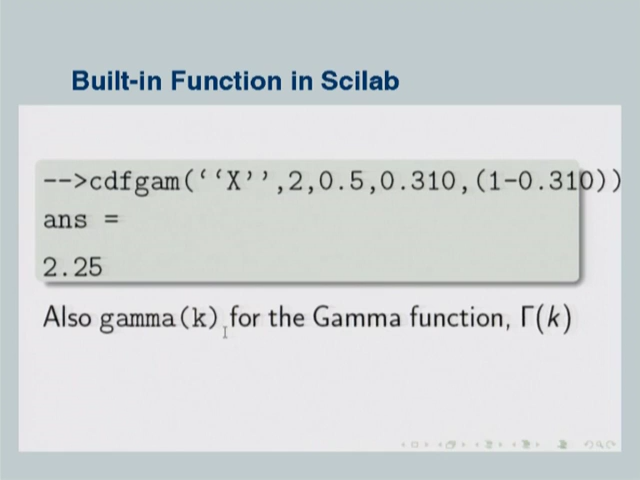 Built-in Function in Scilab
-->cdfgam(‘‘X’’,2,0.5,0.310,(1-0.310))
ans =
2.25
Also gamma(k) for the Gamma function, Γ(k)